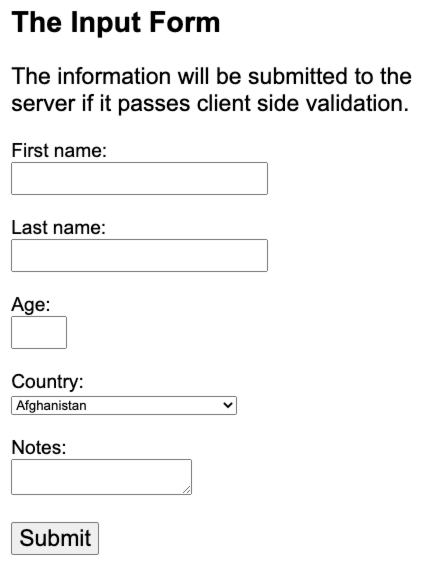 The Input Form
The information will be submitted to the
server if it passes client side validation.
First name:
Last name:
Age:
Country:
Afghanistan
Notes:
Submit